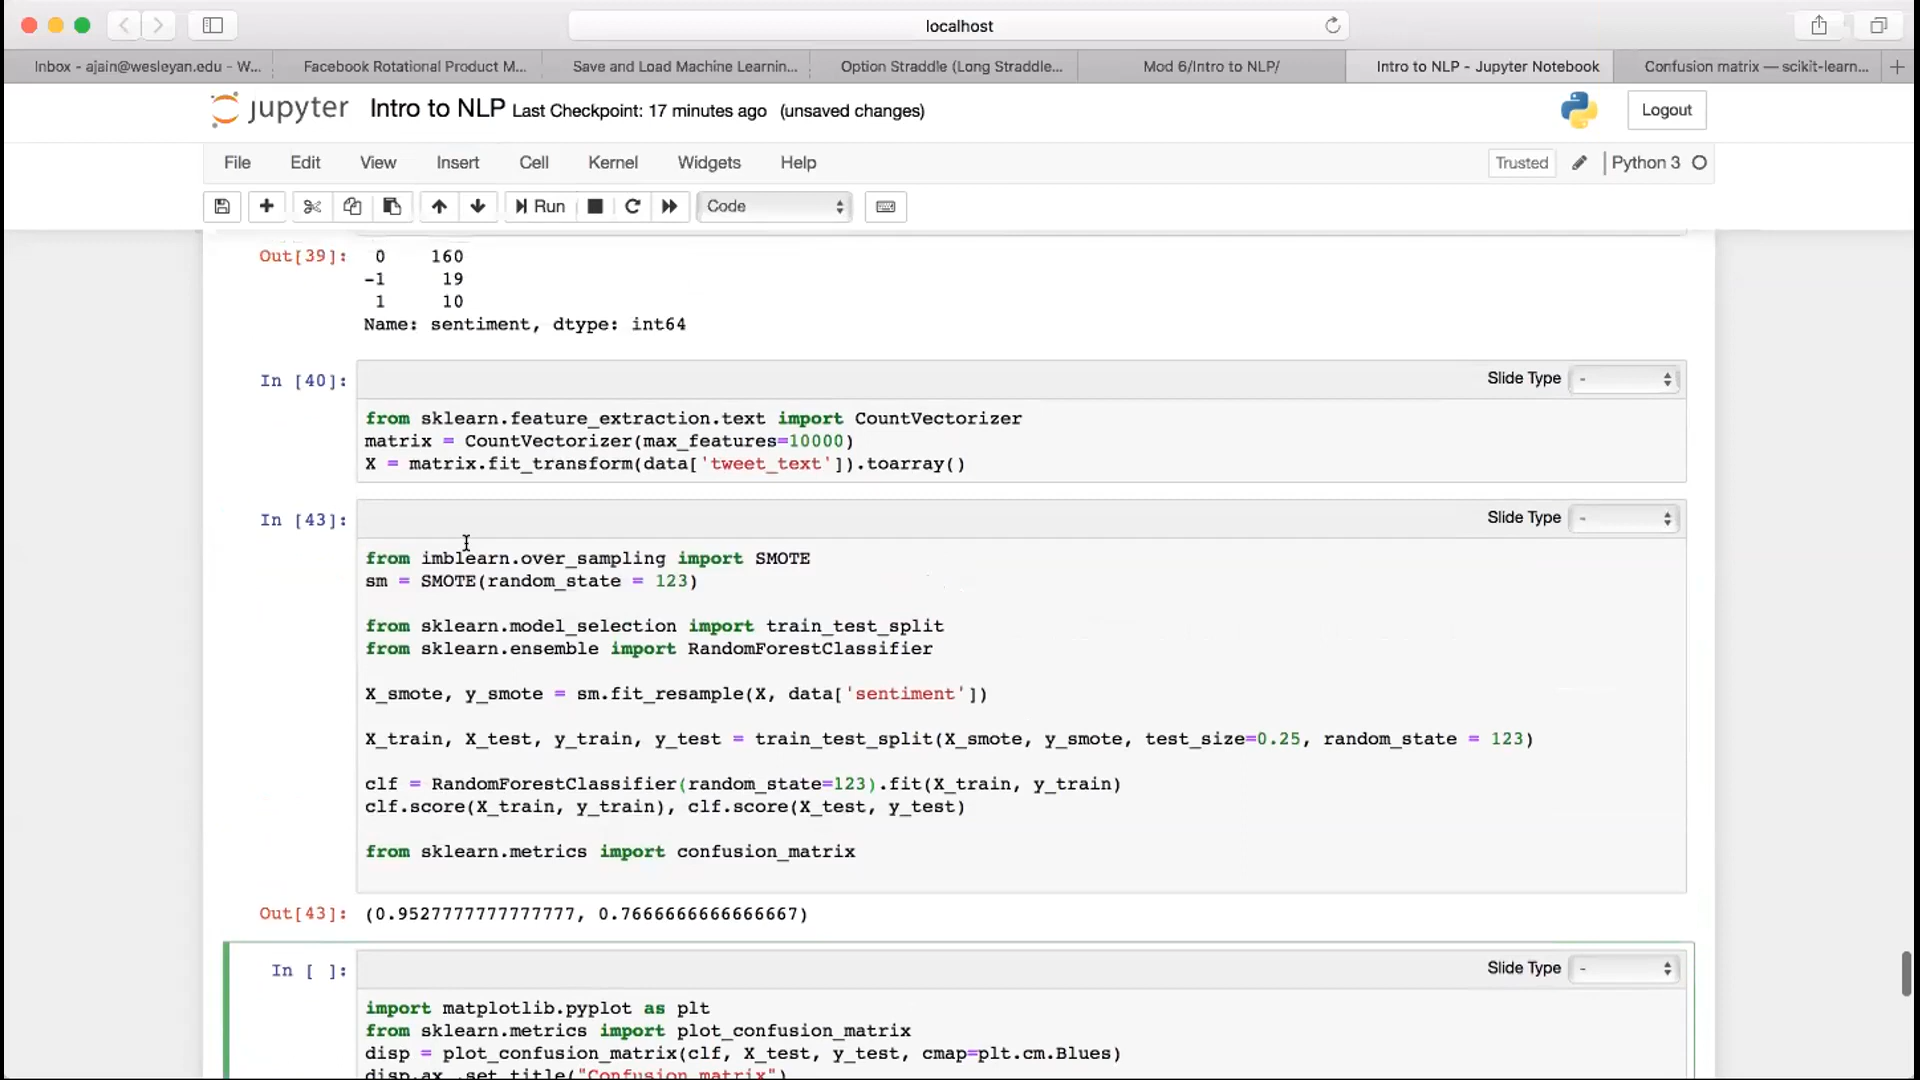 localhost
Inbox - ajain@wesleyan.edu - W...
Facebook Rotational Product M...
Save and Load Machine Learnin...
Option Straddle (Long Straddle...
Mod 6/Intro to NLP/
Intro to NLP - Jupyter Notebook
Confusion matrix — scikit-learn...
jupyter Intro to NLP Last Checkpoint: 17 minutes ago (unsaved changes)
Logout
File Edit View Insert Cell Kernel Widgets Help
Trusted Python 3
Run Code
Out[39]: 0 160
-1 19
1 10
Name: sentiment, dtype: int64
In [40]:
Slide Type -
from sklearn.feature_extraction.text import CountVectorizer
matrix = CountVectorizer(max_features=10000)
X = matrix.fit_transform(data['tweet_text']).toarray()
In [43]:
Slide Type -
from imblearn.over_sampling import SMOTE
sm = SMOTE(random_state = 123)
from sklearn.model_selection import train_test_split
from sklearn.ensemble import RandomForestClassifier
X_smote, y_smote = sm.fit_resample(X, data['sentiment'])
X_train, X_test, y_train, y_test = train_test_split(X_smote, y_smote, test_size=0.25, random_state = 123)
clf = RandomForestClassifier(random_state=123).fit(X_train, y_train)
clf.score(X_train, y_train), clf.score(X_test, y_test)
from sklearn.metrics import confusion_matrix
Out[43]: (0.9527777777777777, 0.7666666666666667)
In [ ]:
Slide Type -
import matplotlib.pyplot as plt
from sklearn.metrics import plot_confusion_matrix
disp = plot_confusion_matrix(clf, X_test, y_test, cmap=plt.cm.Blues)
disp.ax_.set_title("Confusion matrix")